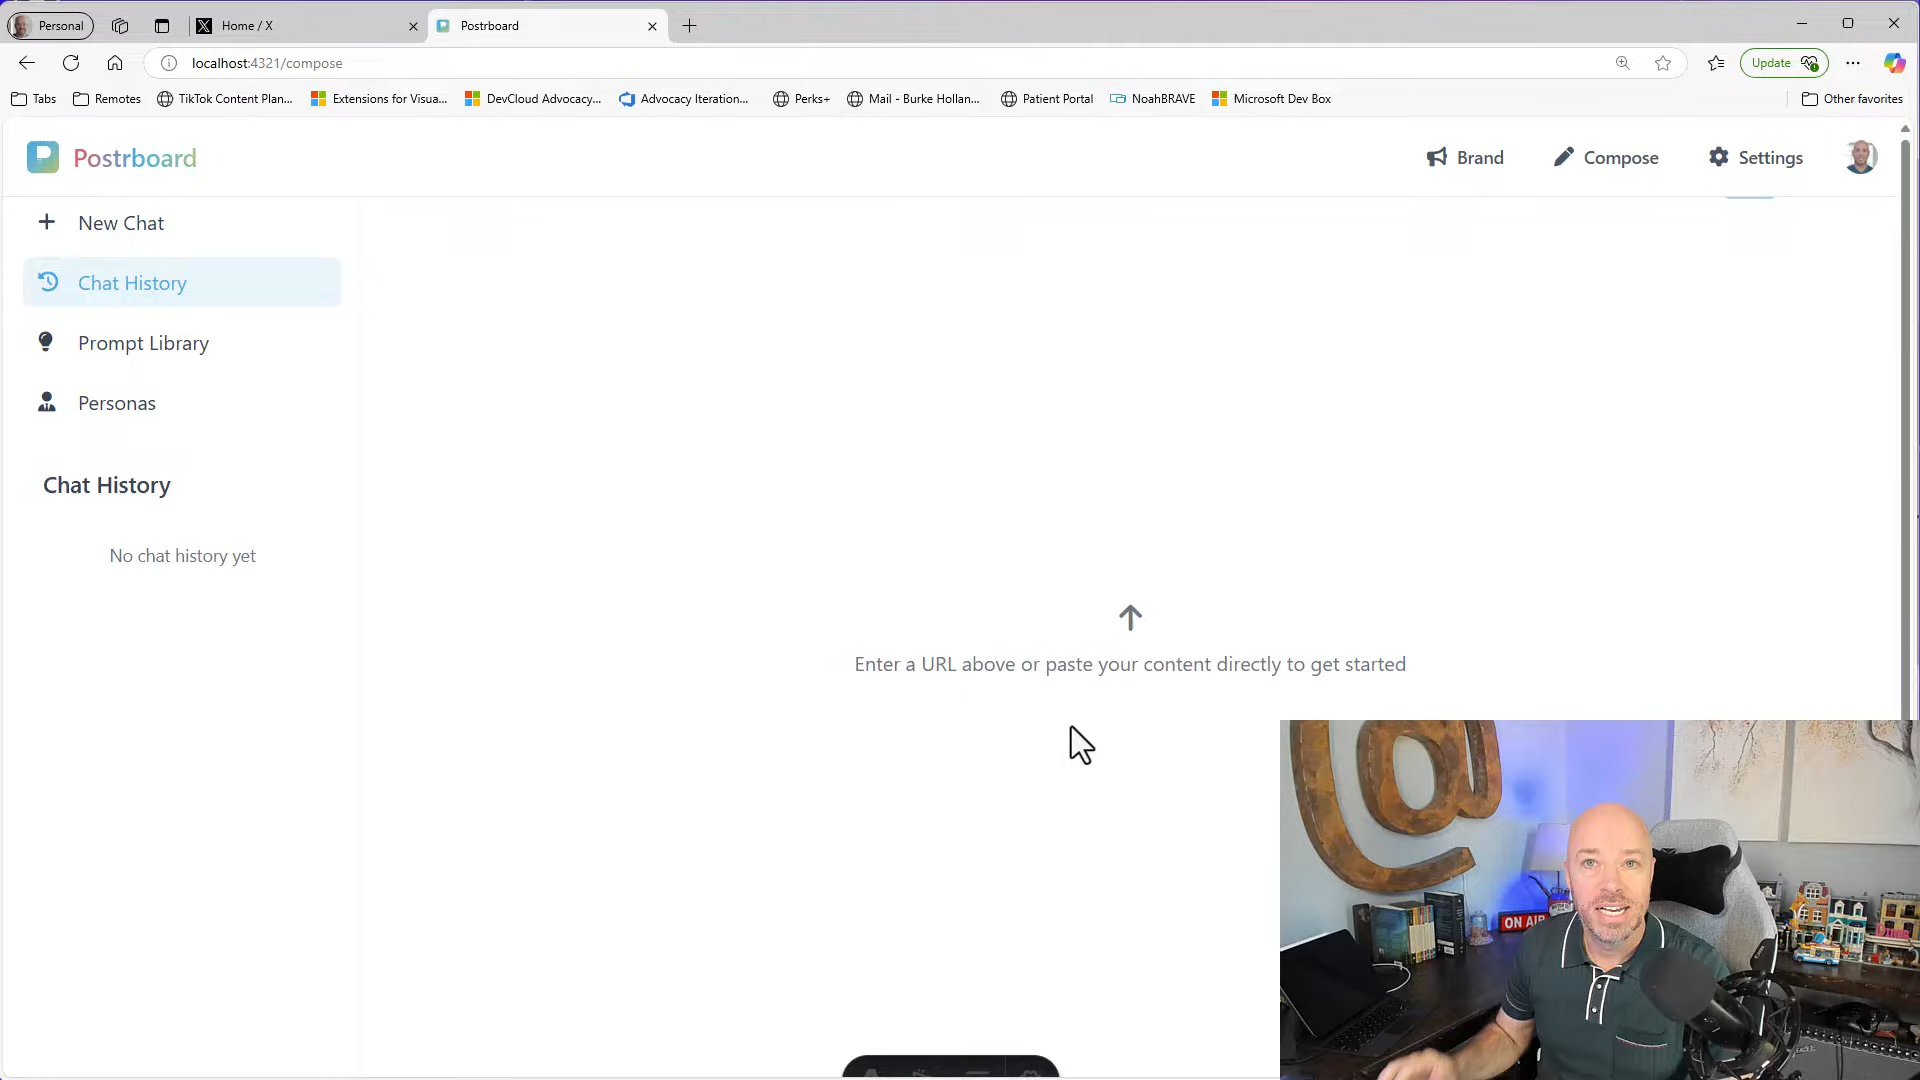 Personal
Home / X
Postrboard
localhost:4321/compose
Update
Tabs
Remotes
TikTok Content Plan...
Extensions for Visua...
DevCloud Advocacy...
Advocacy Iteration...
Perks+
Mail - Burke Hollan...
Patient Portal
NoahBRAVE
Microsoft Dev Box
Other favorites
Postrboard
Brand
Compose
Settings
New Chat
Chat History
Prompt Library
Personas
Chat History
No chat history yet
Enter a URL above or paste your content directly to get started
@
ON AIR